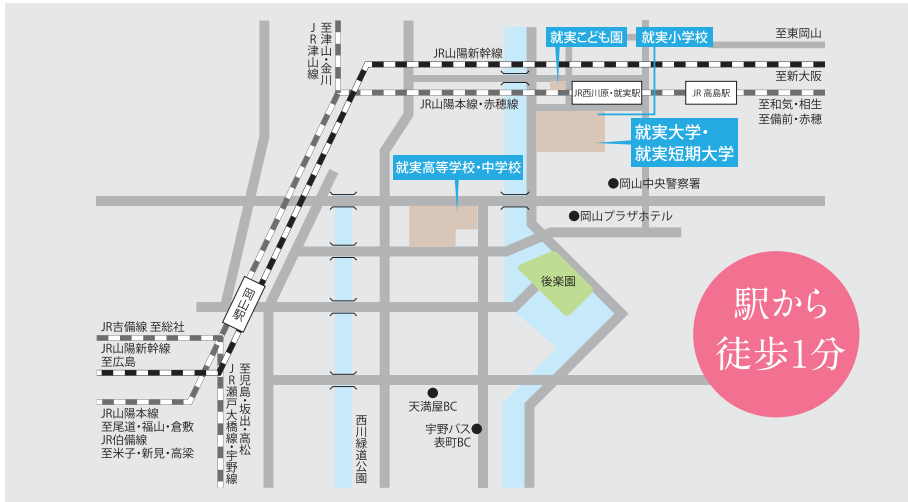 至津山・金川
JR津山線
JR山陽新幹線
就実こども園
就実小学校
至東岡山
至新大阪
JR山陽本線・赤穂線
JR西川原・就実駅
JR高島駅
至和気・相生
至備前・赤穂
就実大学・
就実短期大学
就実高等学校・中学校
岡山中央警察署
岡山プラザホテル
後楽園
岡山駅
駅から
徒歩1分
JR吉備線 至総社
JR山陽新幹線
至広島
JR山陽本線
至尾道・福山・倉敷
JR伯備線
至米子・新見・高梁
至児島・坂出・高松
JR瀬戸大橋線・宇野線
西川緑道公園
天満屋BC
宇野バス
表町BC